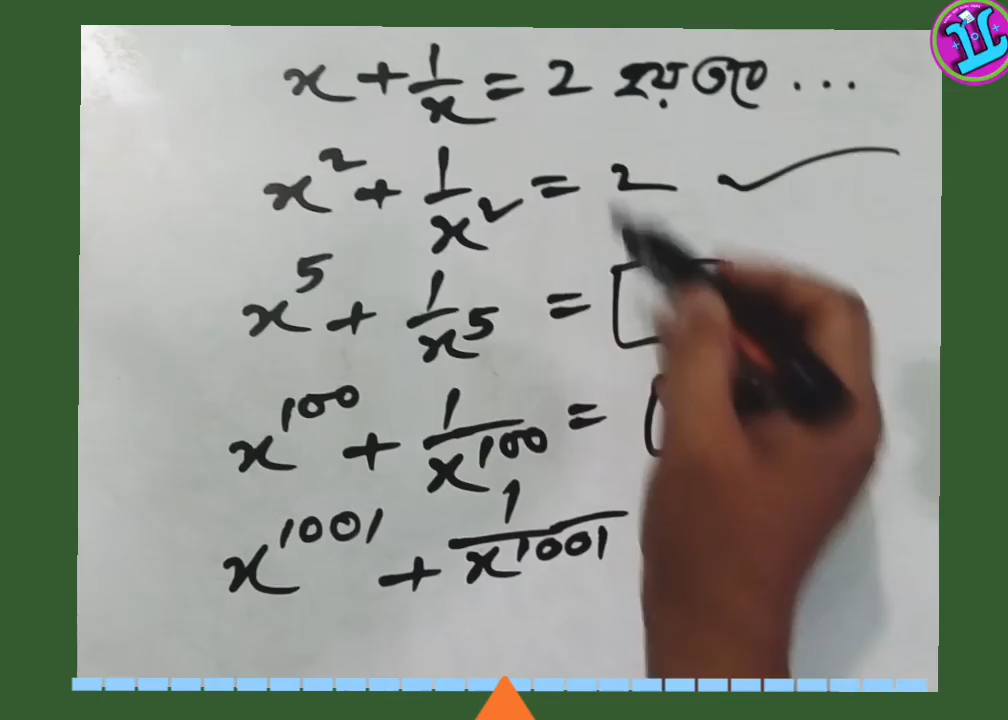 x + 1/x = 2 হয় তবে ...
x² + 1/x² = 2
x⁵ + 1/x⁵ =
x¹⁰⁰ + 1/x¹⁰⁰ =
x¹⁰⁰¹ + 1/x¹⁰⁰¹